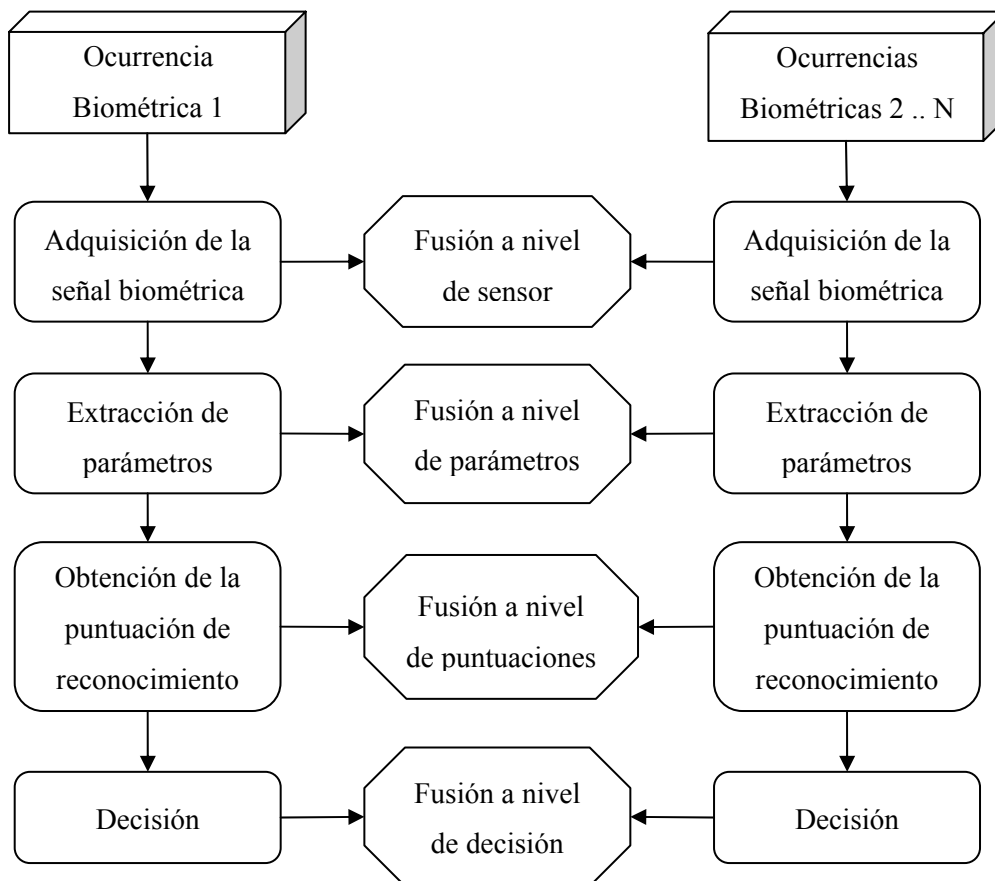 Ocurrencia
Biométrica 1
Ocurrencias
Biométricas 2 .. N
Adquisición de la
señal biométrica
Fusión a nivel
de sensor
Adquisición de la
señal biométrica
Extracción de
parámetros
Fusión a nivel
de parámetros
Extracción de
parámetros
Obtención de la
puntuación de
reconocimiento
Fusión a nivel
de puntuaciones
Obtención de la
puntuación de
reconocimiento
Decisión
Fusión a nivel
de decisión
Decisión